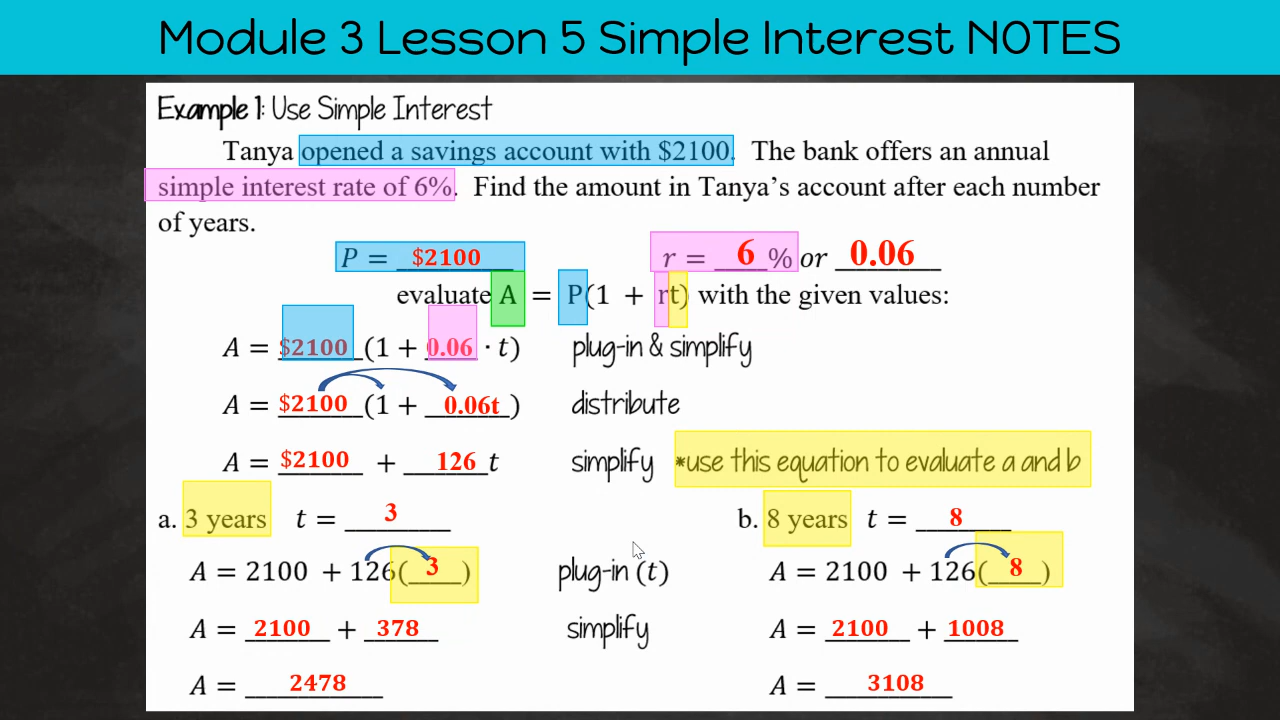 Module 3 Lesson 5 Simple Interest NOTES
Example 1: Use Simple Interest
Tanya opened a savings account with $2100. The bank offers an annual
simple interest rate of 6%. Find the amount in Tanya's account after each number
of years.
P = $2100 r = 6 % or 0.06
evaluate A = P(1 + rt) with the given values:
A = $2100 (1 + 0.06 · t) plug-in & simplify
A = $2100 (1 + 0.06t ) distribute
A = $2100 + 126 t simplify *use this equation to evaluate a and b
a. 3 years t = 3 b. 8 years t = 8
A = 2100 + 126( 3 ) plug-in (t) A = 2100 + 126( 8 )
A = 2100 + 378 simplify A = 2100 + 1008
A = 2478 A = 3108